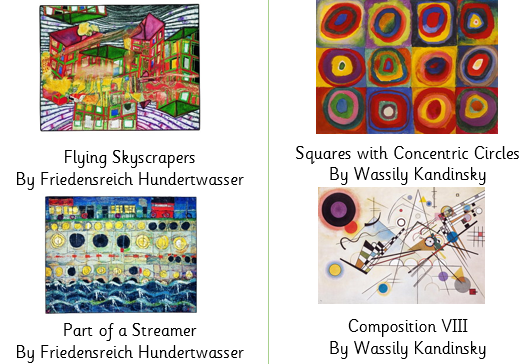 Flying Skyscrapers
By Friedensreich Hundertwasser
Squares with Concentric Circles
By Wassily Kandinsky
Part of a Streamer
By Friedensreich Hundertwasser
Composition VIII
By Wassily Kandinsky